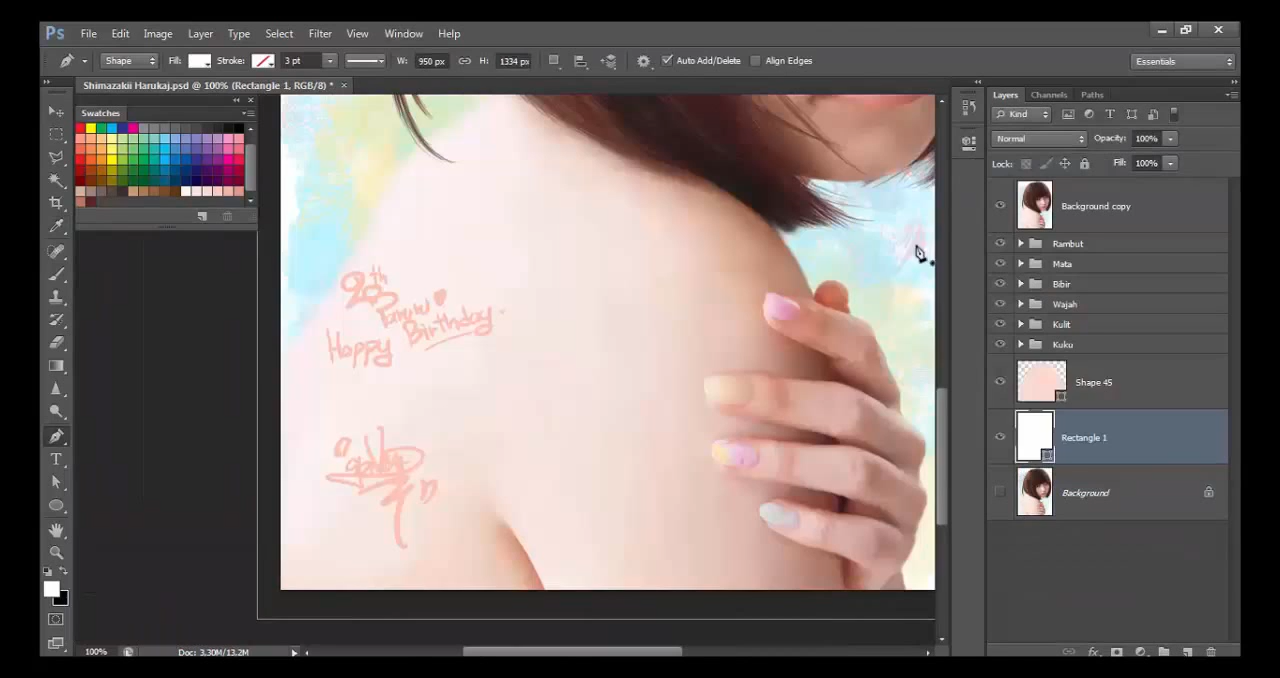 Ps File Edit Image Layer Type Select Filter View Window Help
Shape Fill: Stroke: 3 pt W: 950 px H: 1334 px Auto Add/Delete Align Edges Essentials
Shimazakii Harukaj.psd @ 100% (Rectangle 1, RGB/8) * ×
Swatches
Layers Channels Paths
Kind
Normal Opacity: 100%
Lock: Fill: 100%
Background copy
Rambut
Mata
Bibir
Wajah
Kulit
Kuku
Shape 45
Rectangle 1
Background
20th
Birthday
Happy
100% Doc: 3.30M/13.2M